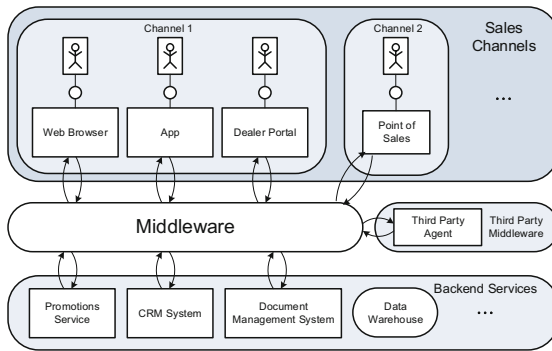 Channel 1
Channel 2
Sales
Channels
Web Browser
App
Dealer Portal
Point of
Sales
...
Middleware
Third Party
Agent
Third Party
Middleware
Backend Services
Promotions
Service
CRM System
Document
Management System
Data
Warehouse
...